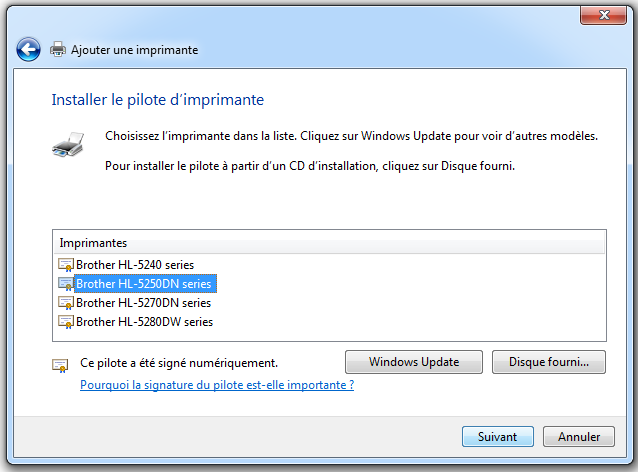 Ajouter une imprimante
Installer le pilote d’imprimante
Choisissez l’imprimante dans la liste. Cliquez sur Windows Update pour voir d’autres modèles.
Pour installer le pilote à partir d’un CD d’installation, cliquez sur Disque fourni.
Imprimantes
Brother HL-5240 series
Brother HL-5250DN series
Brother HL-5270DN series
Brother HL-5280DW series
Ce pilote a été signé numériquement.
Windows Update
Disque fourni...
Pourquoi la signature du pilote est-elle importante ?
Suivant
Annuler